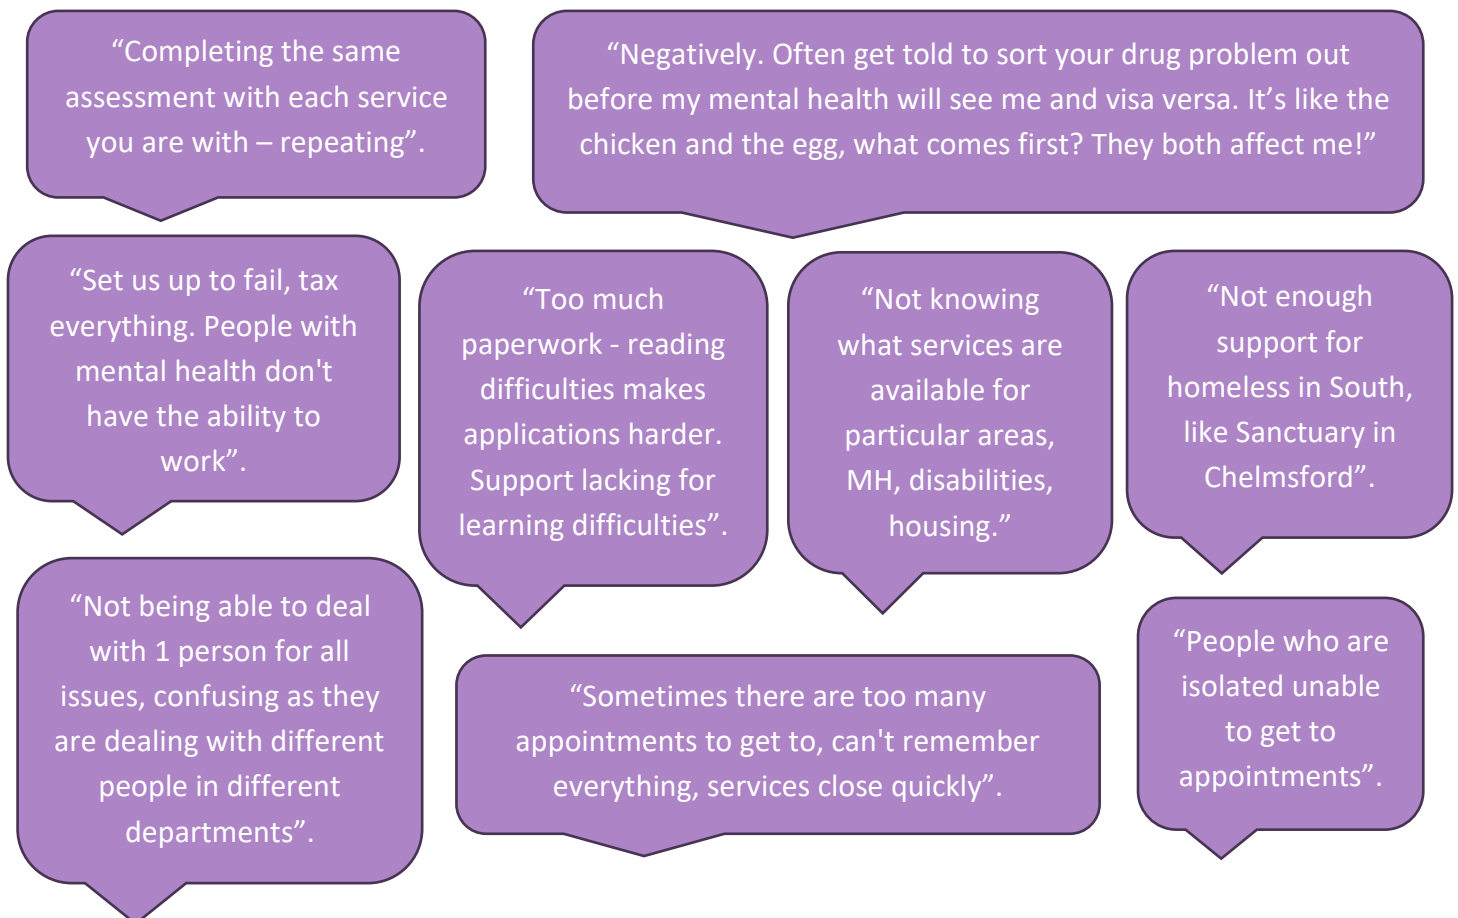 “Completing the same
assessment with each service
you are with – repeating”.
“Negatively. Often get told to sort your drug problem out
before my mental health will see me and visa versa. It’s like the
chicken and the egg, what comes first? They both affect me!”
“Set us up to fail, tax
everything. People with
mental health don't
have the ability to
work”.
“Too much
paperwork - reading
difficulties makes
applications harder.
Support lacking for
learning difficulties”.
“Not knowing
what services are
available for
particular areas,
MH, disabilities,
housing.”
“Not enough
support for
homeless in South,
like Sanctuary in
Chelmsford”.
“Not being able to deal
with 1 person for all
issues, confusing as they
are dealing with different
people in different
departments”.
“Sometimes there are too many
appointments to get to, can't remember
everything, services close quickly”.
“People who are
isolated unable
to get to
appointments”.